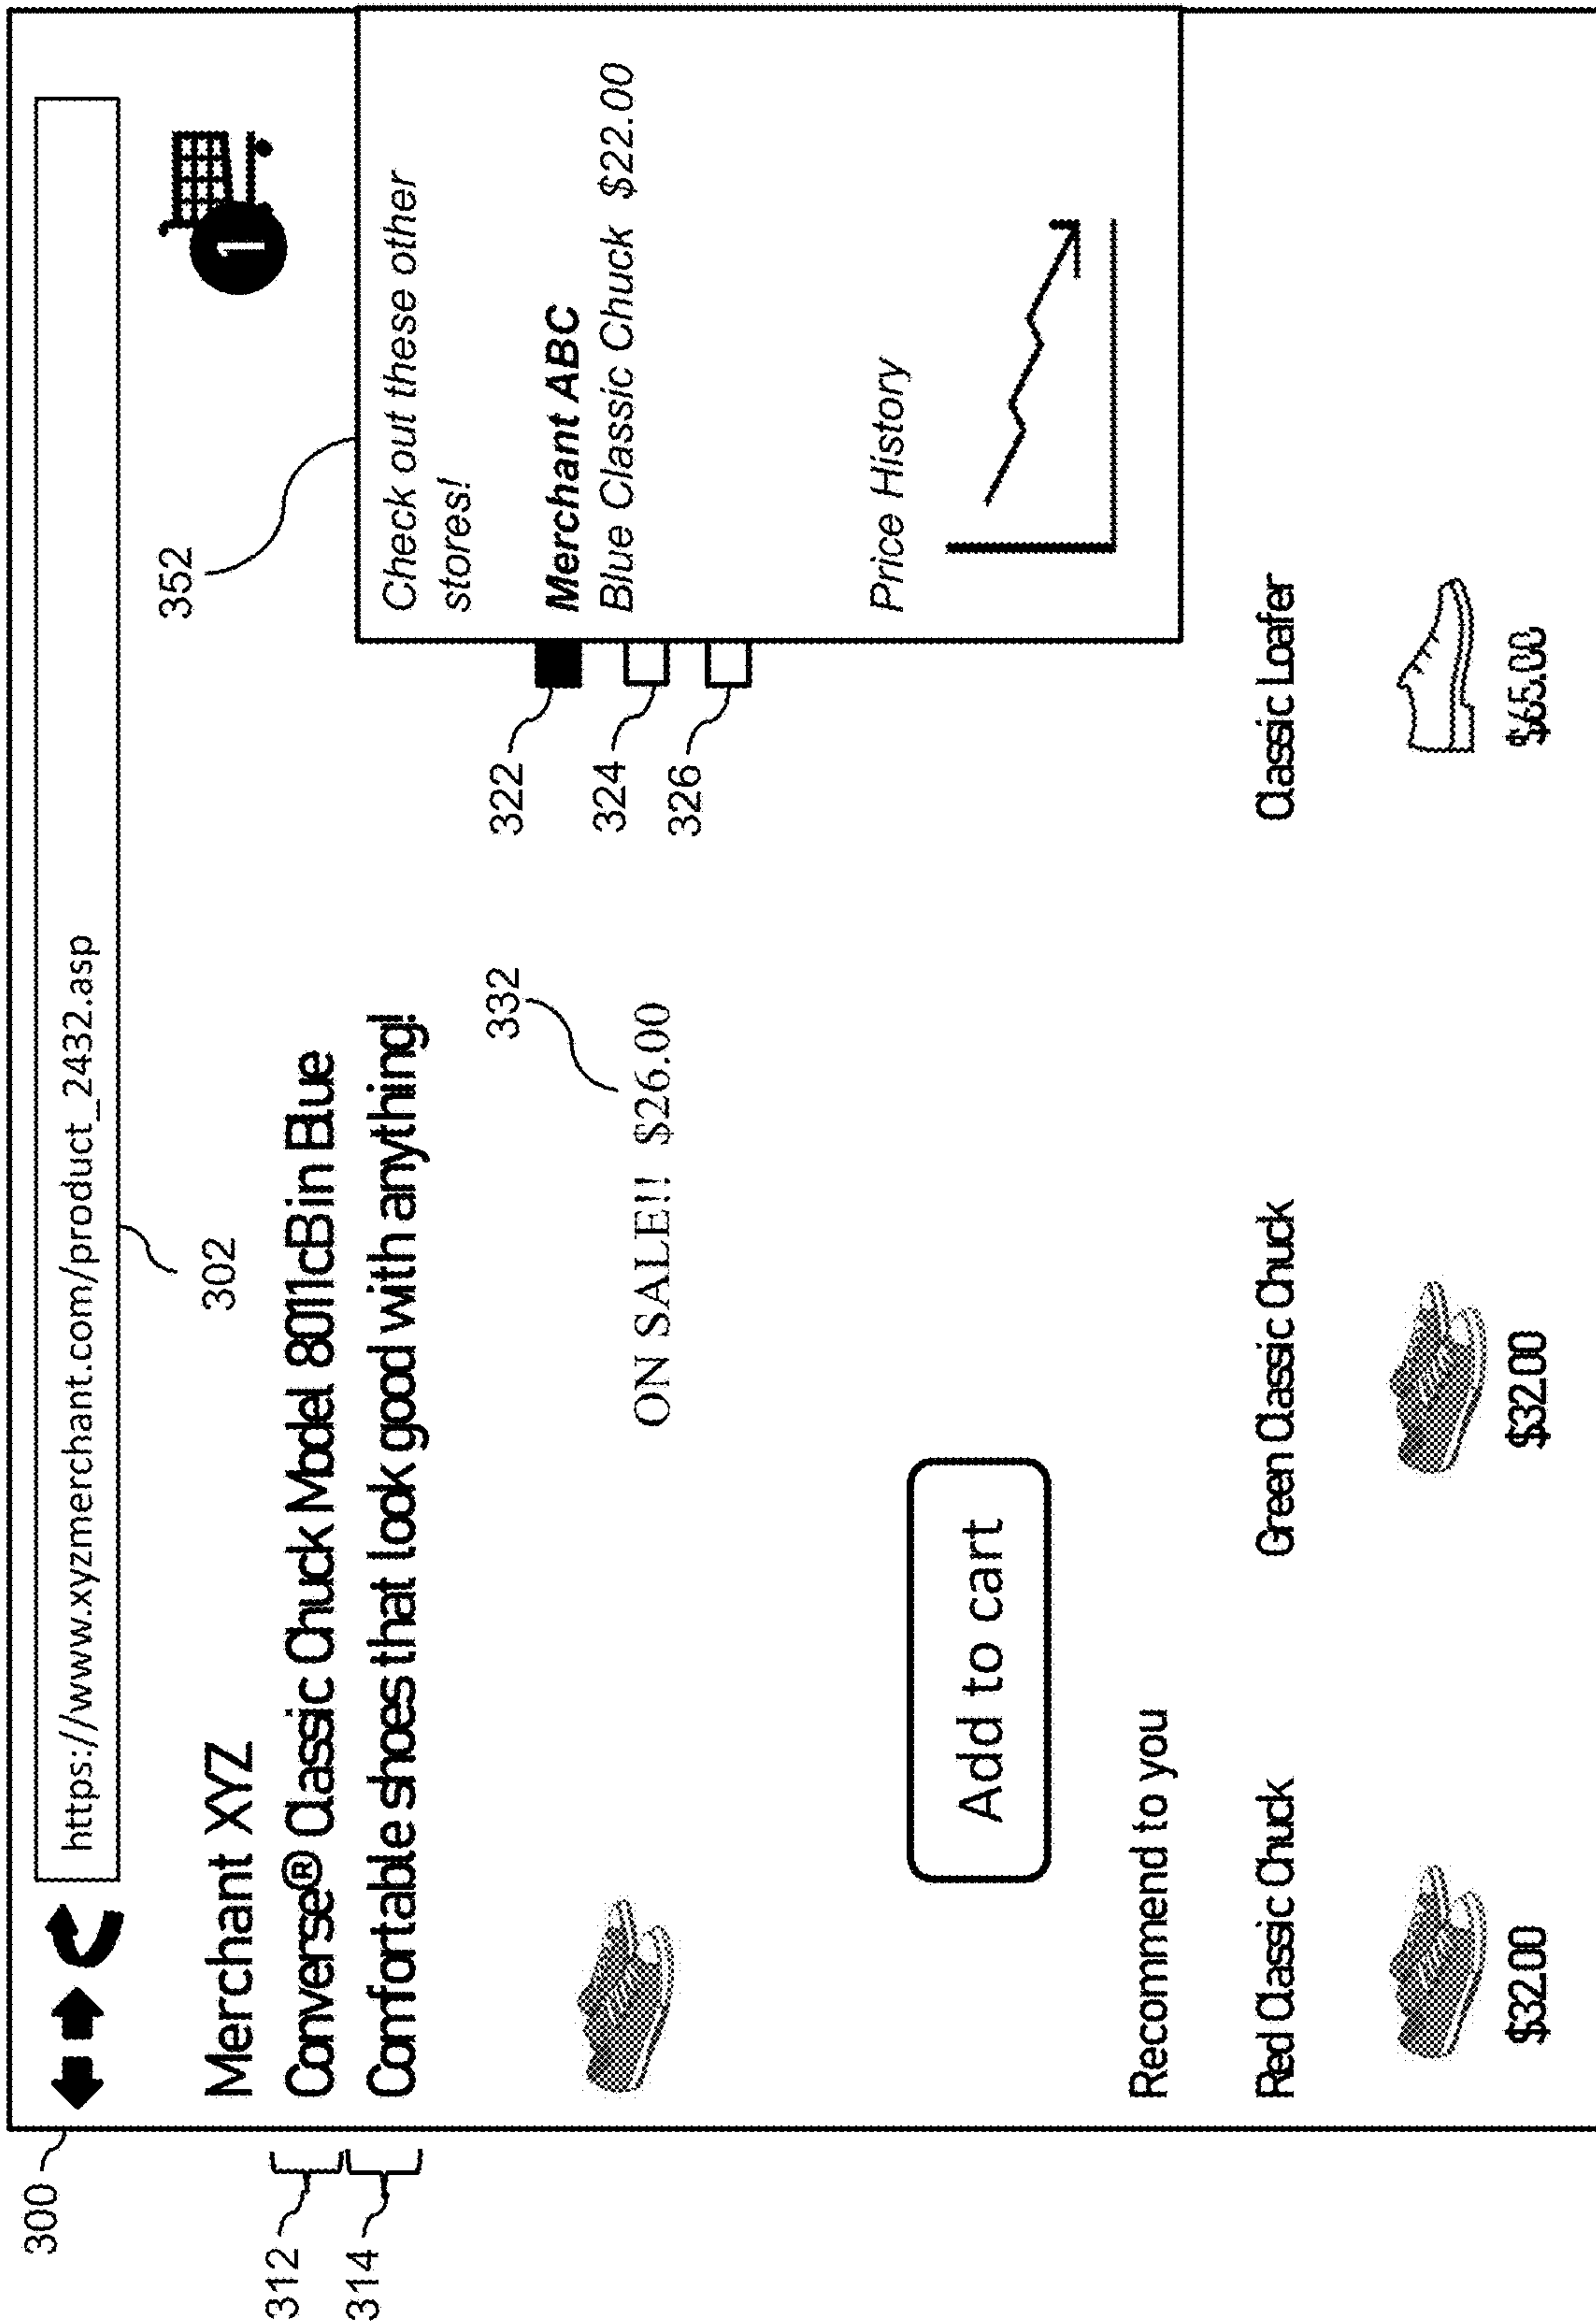 300
https://www.xyzmerchant.com/product_2432.asp
302
1
Merchant XYZ
312
Converse® Classic Chuck Model 8011cB in Blue
314
Comfortable shoes that look good with anything!
352
Check out these other
stores!
322
Merchant ABC
Blue Classic Chuck $22.00
324
326
332
ON SALE!! $26.00
Price History
Add to cart
Recommend to you
Red Classic Chuck
Green Classic Chuck
Classic Loafer
$32.00
$32.00
$65.00